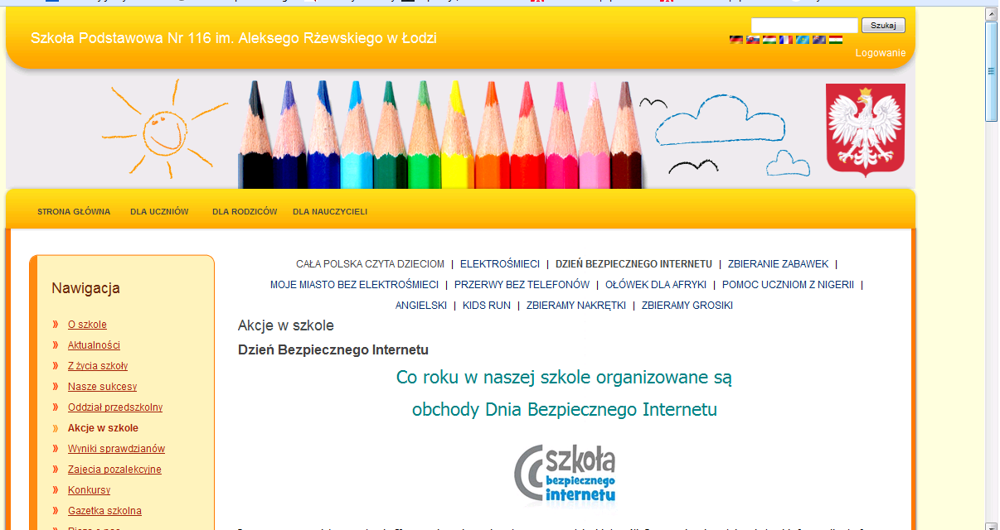 Szkoła Podstawowa Nr 116 im. Aleksego Rżewskiego w Łodzi
Szukaj
Logowanie
STRONA GŁÓWNA DLA UCZNIÓW DLA RODZICÓW DLA NAUCZYCIELI
Nawigacja
O szkole
Aktualności
Z życia szkoły
Nasze sukcesy
Oddział przedszkolny
Akcje w szkole
Wyniki sprawdzianów
Zajecia pozalekcyjne
Konkursy
Gazetka szkolna
CAŁA POLSKA CZYTA DZIECIOM | ELEKTROŚMIECI | DZIEŃ BEZPIECZNEGO INTERNETU | ZBIERANIE ZABAWEK |
MOJE MIASTO BEZ ELEKTROŚMIECI | PRZERWY BEZ TELEFONÓW | OŁÓWEK DLA AFRYKI | POMOC UCZNIOM Z NIGERII |
ANGIELSKI | KIDS RUN | ZBIERAMY NAKRĘTKI | ZBIERAMY GROSIKI
Akcje w szkole
Dzień Bezpiecznego Internetu
Co roku w naszej szkole organizowane są
obchody Dnia Bezpiecznego Internetu
szkoła
bezpiecznego
internetu